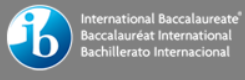 ib
International Baccalaureate®
Baccalauréat International
Bachillerato Internacional